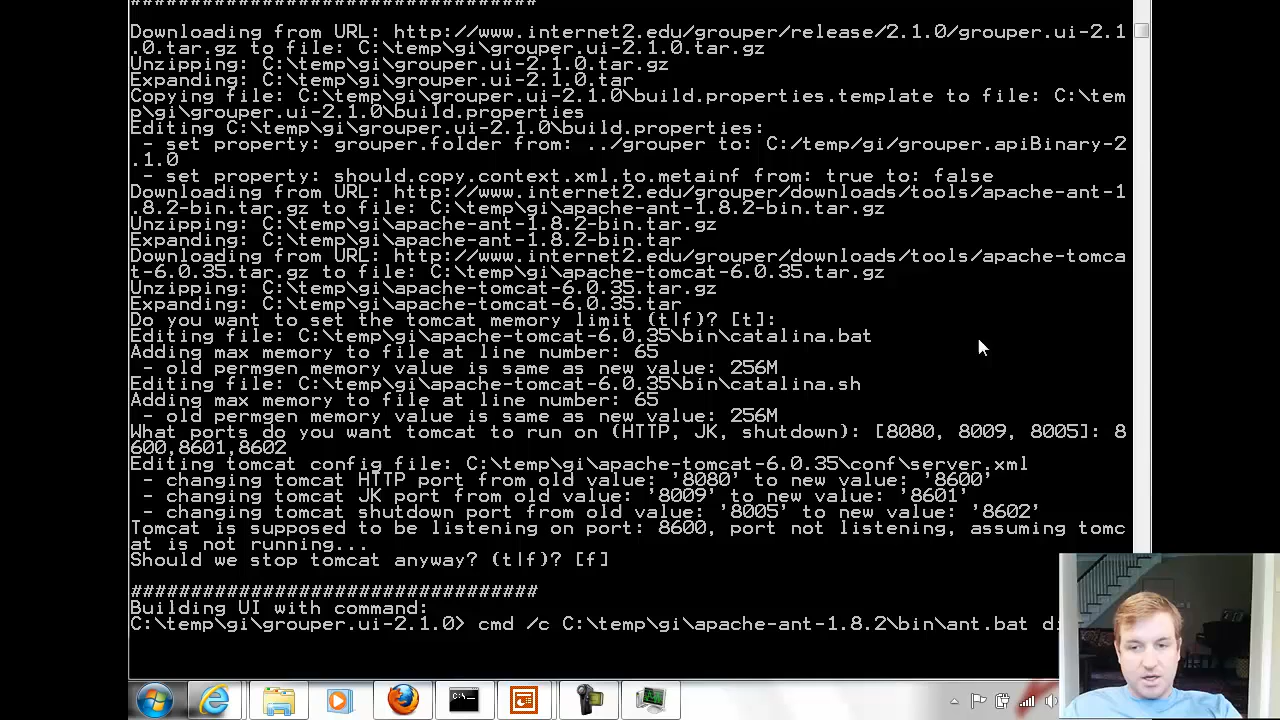 ################################
Downloading from URL: http://www.internet2.edu/grouper/release/2.1.0/grouper.ui-2.1
.0.tar.gz to file: C:\temp\gi\grouper.ui-2.1.0.tar.gz
Unzipping: C:\temp\gi\grouper.ui-2.1.0.tar.gz
Expanding: C:\temp\gi\grouper.ui-2.1.0.tar
Copying file: C:\temp\gi\grouper.ui-2.1.0\build.properties.template to file: C:\tem
p\gi\grouper.ui-2.1.0\build.properties
Editing C:\temp\gi\grouper.ui-2.1.0\build.properties:
 - set property: grouper.folder from: ../grouper to: C:/temp/gi/grouper.apiBinary-2
.1.0
 - set property: should.copy.context.xml.to.metainf from: true to: false
Downloading from URL: http://www.internet2.edu/grouper/downloads/tools/apache-ant-1
.8.2-bin.tar.gz to file: C:\temp\gi\apache-ant-1.8.2-bin.tar.gz
Unzipping: C:\temp\gi\apache-ant-1.8.2-bin.tar.gz
Expanding: C:\temp\gi\apache-ant-1.8.2-bin.tar
Downloading from URL: http://www.internet2.edu/grouper/downloads/tools/apache-tomca
t-6.0.35.tar.gz to file: C:\temp\gi\apache-tomcat-6.0.35.tar.gz
Unzipping: C:\temp\gi\apache-tomcat-6.0.35.tar.gz
Expanding: C:\temp\gi\apache-tomcat-6.0.35.tar
Do you want to set the tomcat memory limit (t|f)? [t]:
Editing file: C:\temp\gi\apache-tomcat-6.0.35\bin\catalina.bat
Adding max memory to file at line number: 65
 - old permgen memory value is same as new value: 256M
Editing file: C:\temp\gi\apache-tomcat-6.0.35\bin\catalina.sh
Adding max memory to file at line number: 65
 - old permgen memory value is same as new value: 256M
What ports do you want tomcat to run on (HTTP, JK, shutdown): [8080, 8009, 8005]: 8
600,8601,8602
Editing tomcat config file: C:\temp\gi\apache-tomcat-6.0.35\conf\server.xml
 - changing tomcat HTTP port from old value: '8080' to new value: '8600'
 - changing tomcat JK port from old value: '8009' to new value: '8601'
 - changing tomcat shutdown port from old value: '8005' to new value: '8602'
Tomcat is supposed to be listening on port: 8600, port not listening, assuming tomc
at is not running...
Should we stop tomcat anyway? (t|f)? [f]
##################################
Building UI with command:
C:\temp\gi\grouper.ui-2.1.0> cmd /c C:\temp\gi\apache-ant-1.8.2\bin\ant.bat di